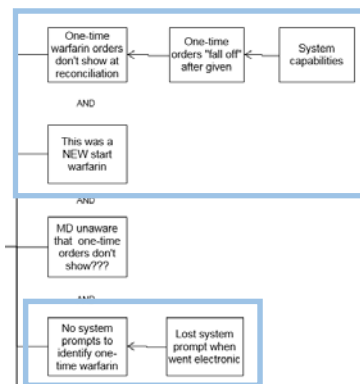 One-time
warfarin orders
don't show at
reconciliation
One-time
orders "fall off"
after given
System
capabilities
AND
This was a
NEW start
warfarin
AND
MD unaware
that one-time
orders don't
show???
AND
No system
prompts to
identify one-
time warfarin
Lost system
prompt when
went electronic